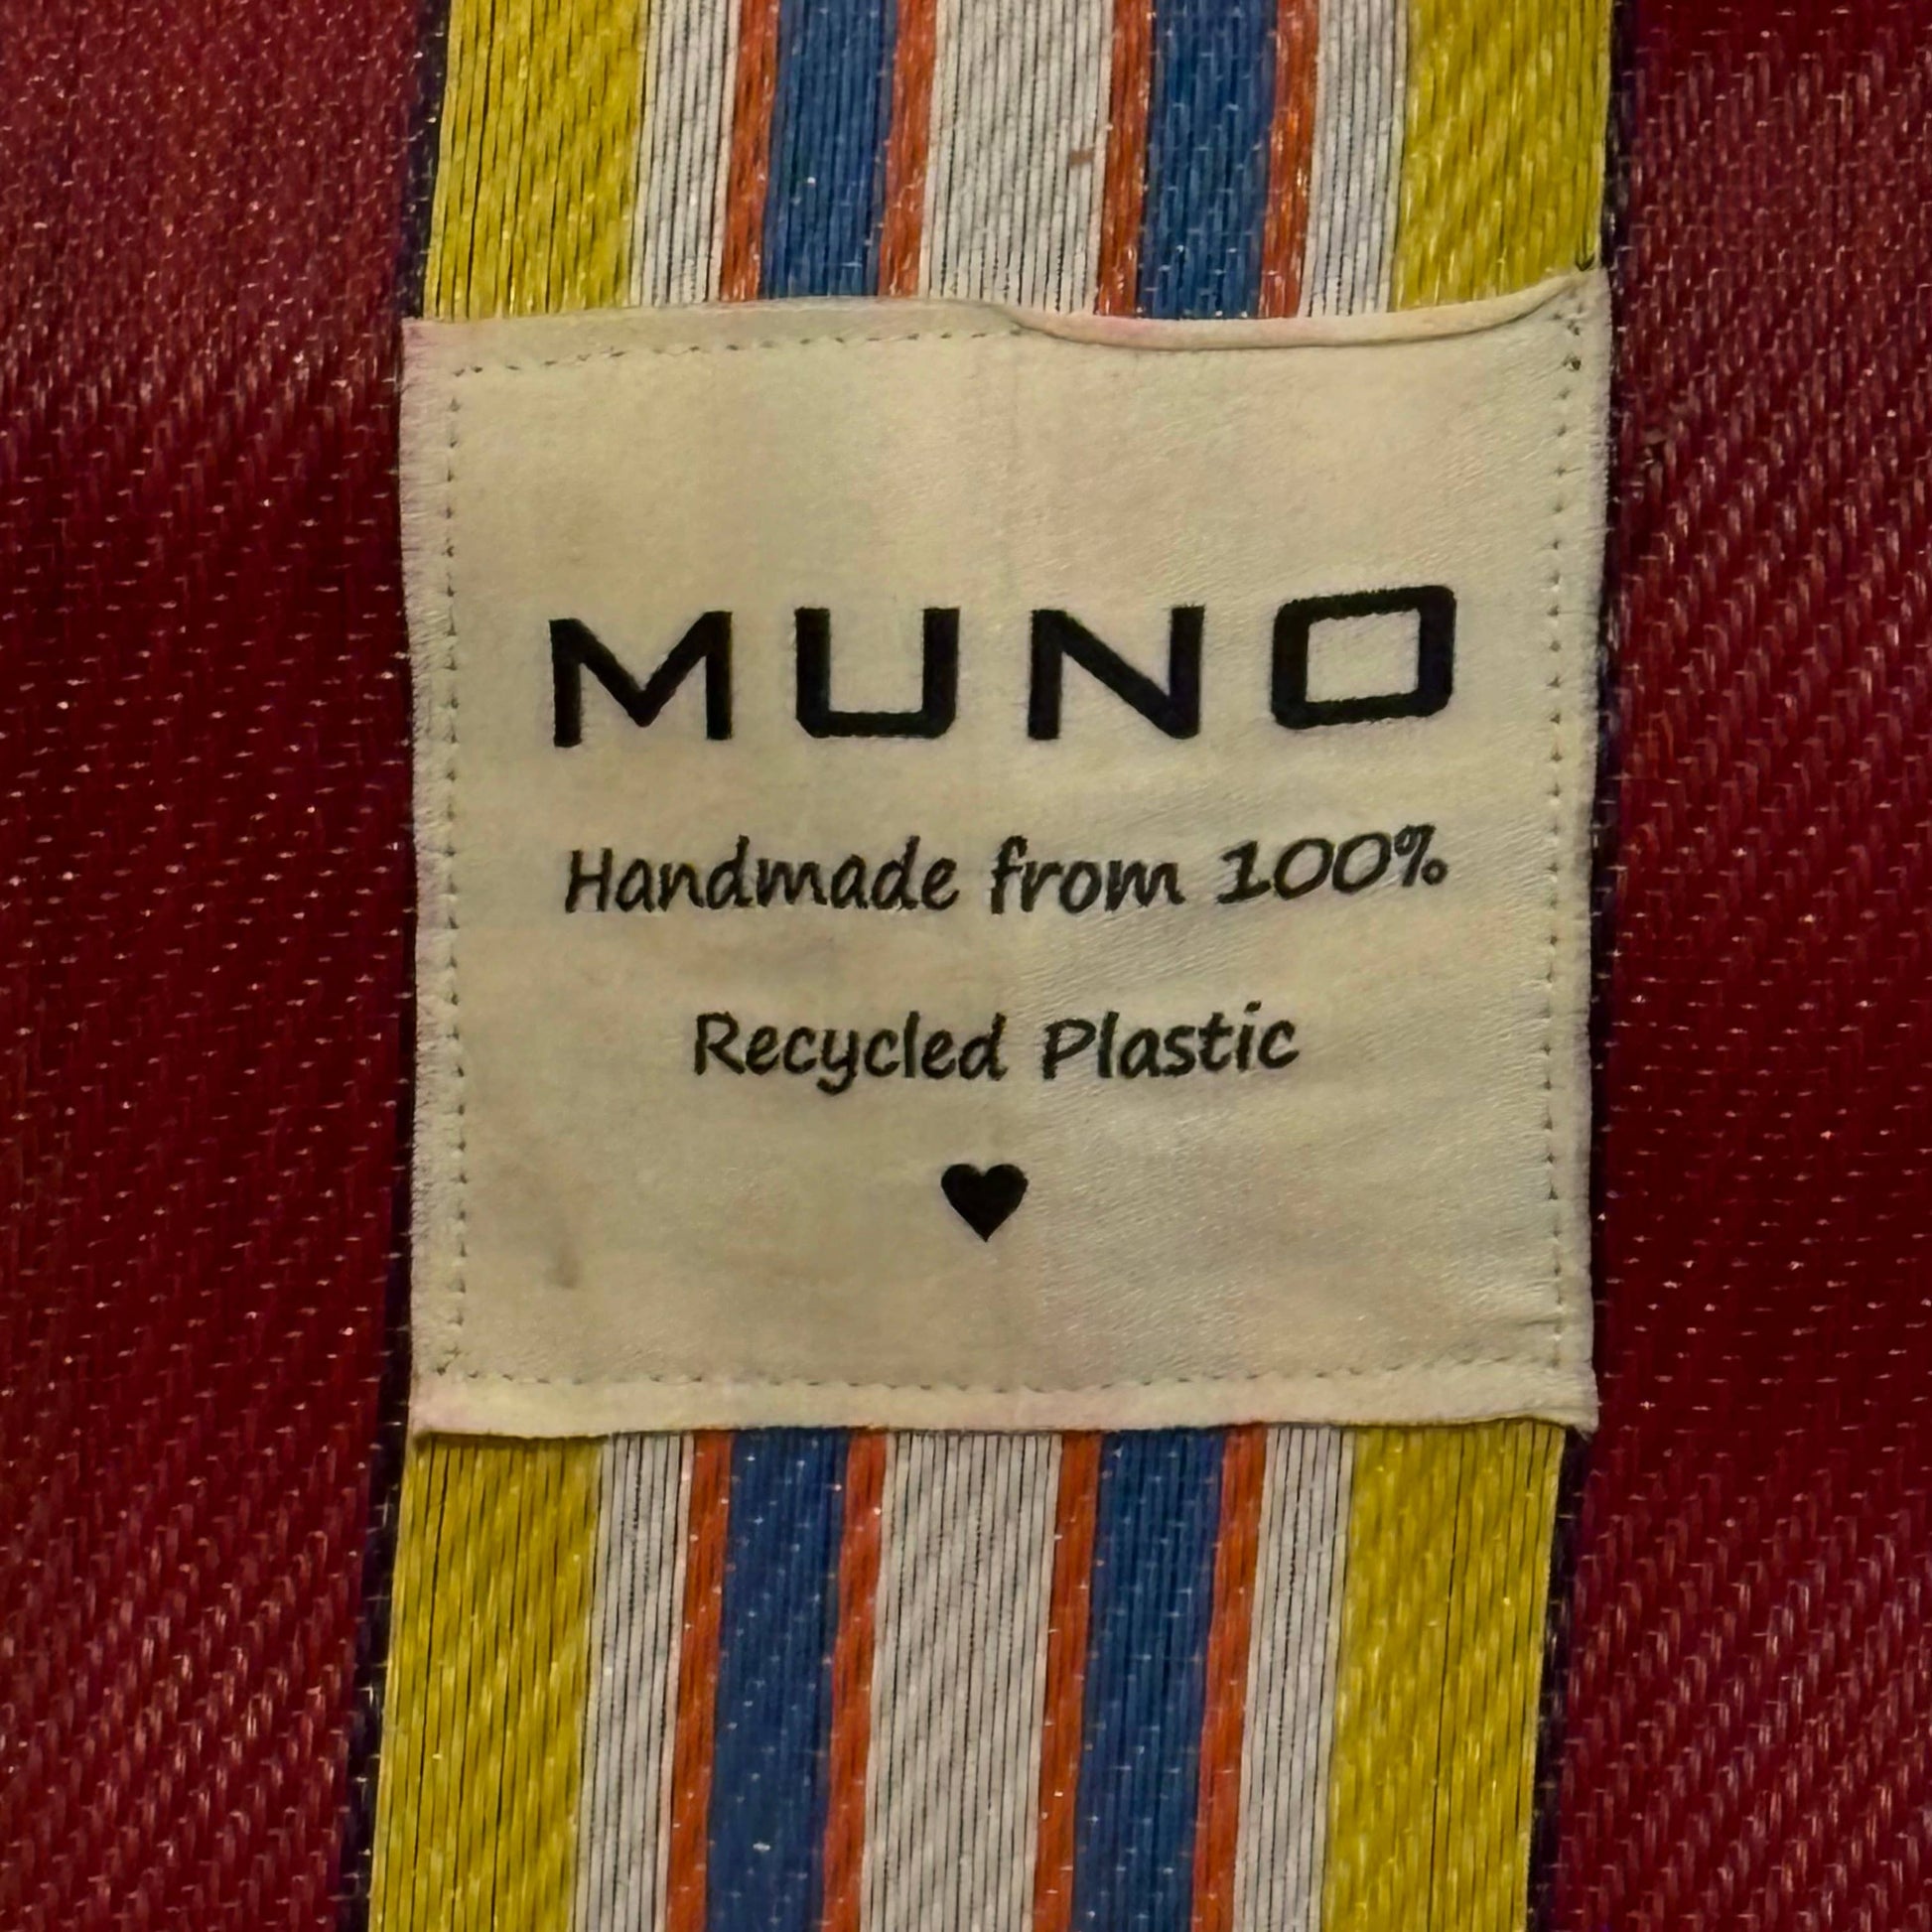 MUNO
Handmade from 100%
Recycled Plastic